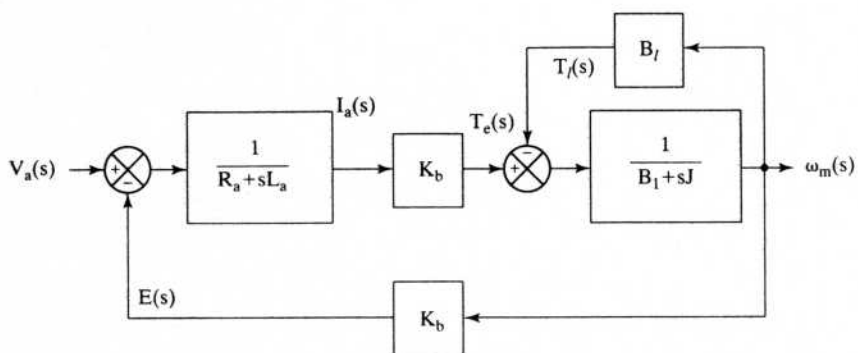 B_l
T_l(s)
I_a(s)
T_e(s)
V_a(s)
+
−
1
R_a+sL_a
K_b
+
−
1
B_1+sJ
ω_m(s)
E(s)
K_b